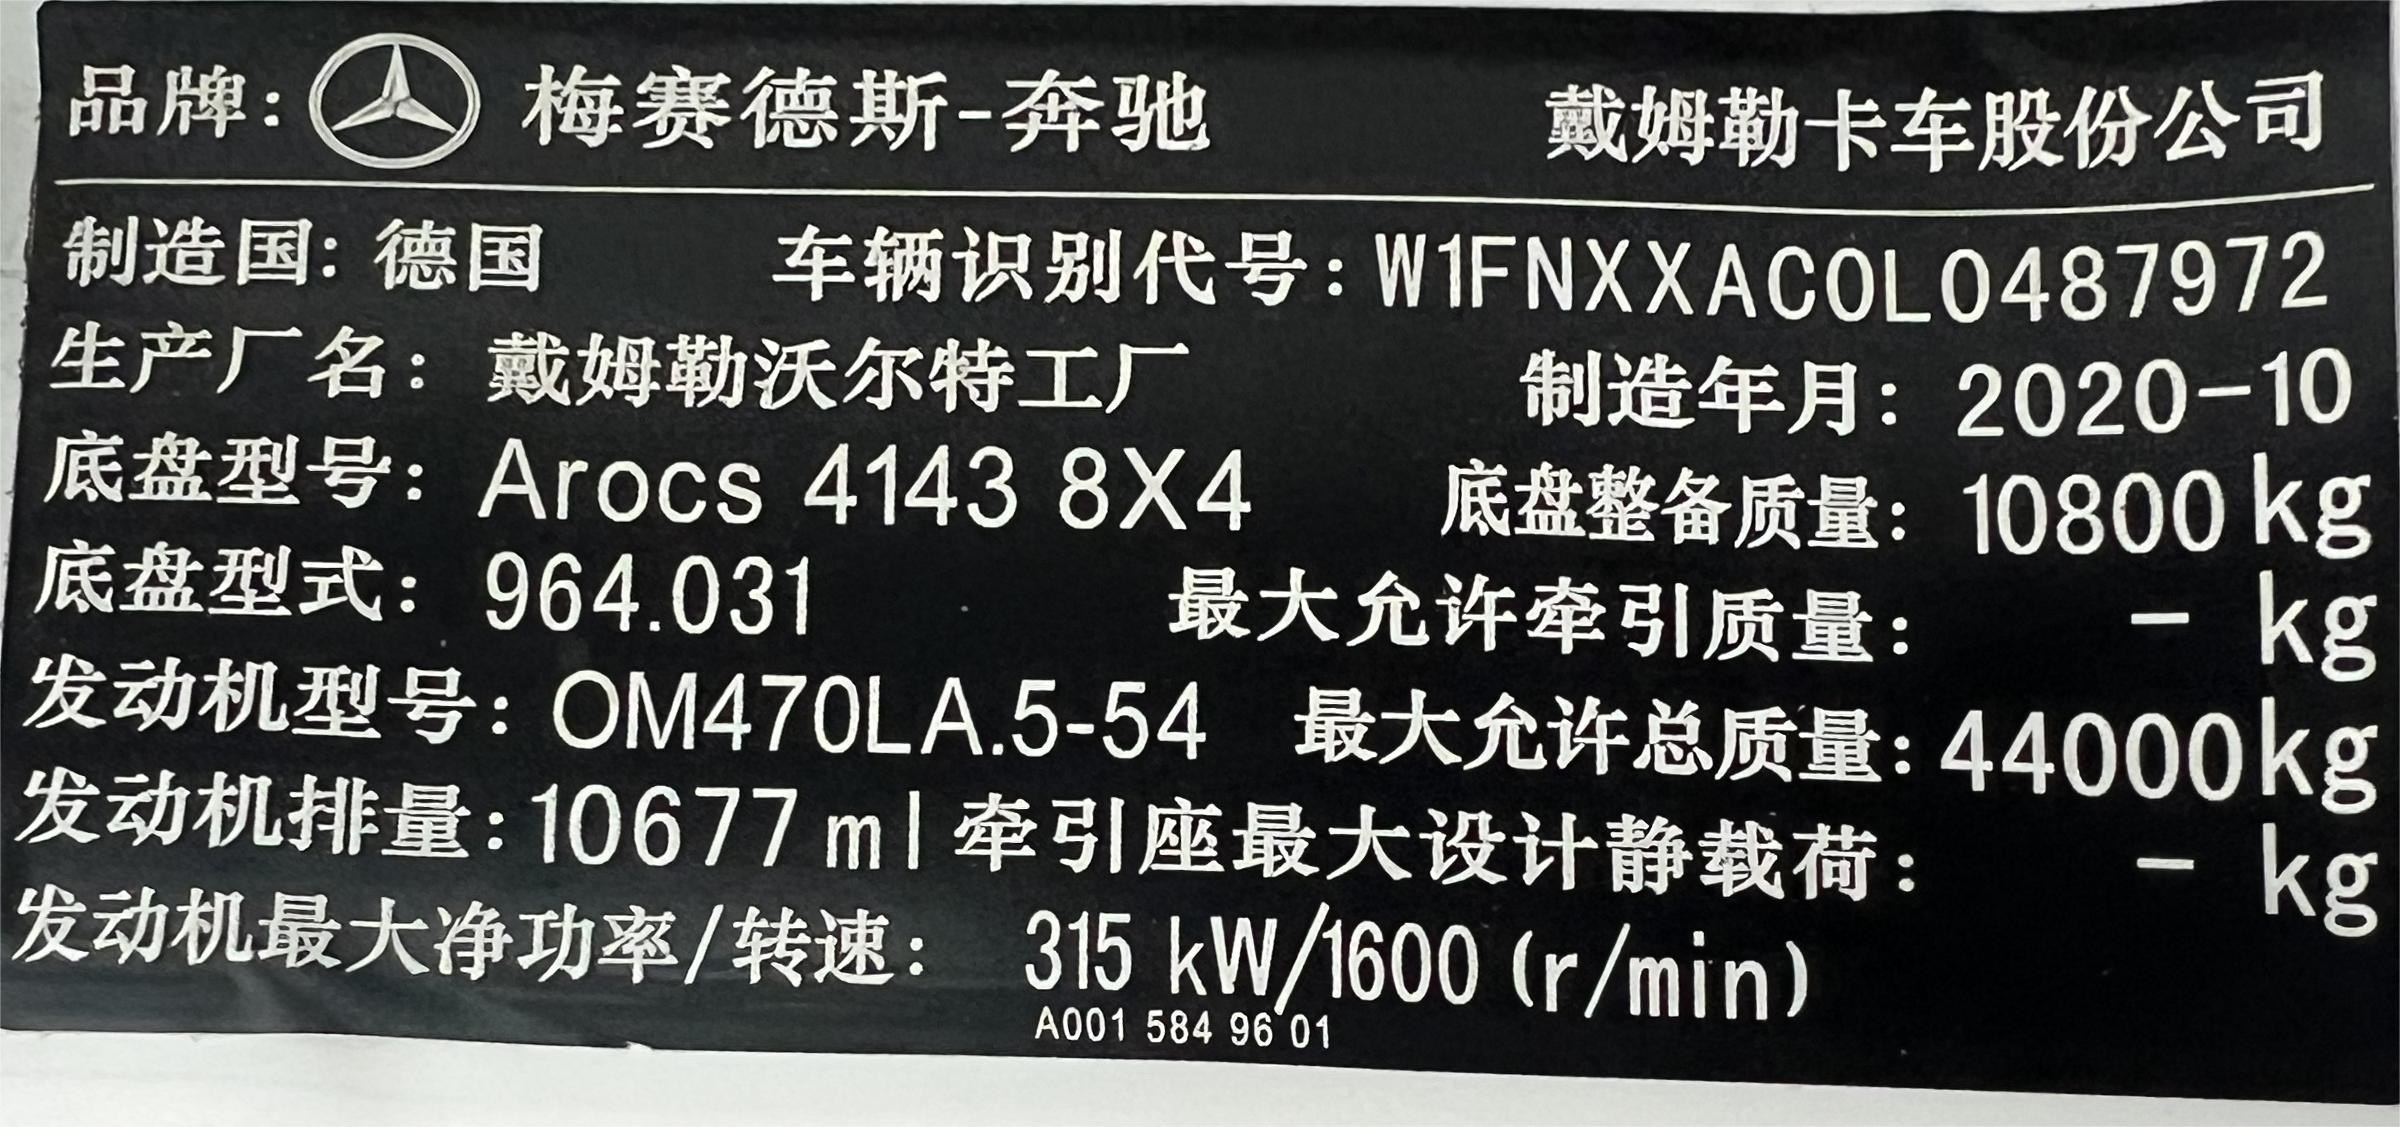 品牌: 梅赛德斯-奔驰 戴姆勒卡车股份公司
制造国: 德国 车辆识别代号: W1FNXXAC0L0487972
生产厂名: 戴姆勒沃尔特工厂 制造年月: 2020-10
底盘型号: Arocs 4143 8X4 底盘整备质量: 10800 kg
底盘型式: 964.031 最大允许牵引质量: - kg
发动机型号: OM470LA.5-54 最大允许总质量: 44000 kg
发动机排量: 10677 ml 牵引座最大设计静载荷: - kg
发动机最大净功率/转速: 315 kW/1600 (r/min)
A001 584 96 01